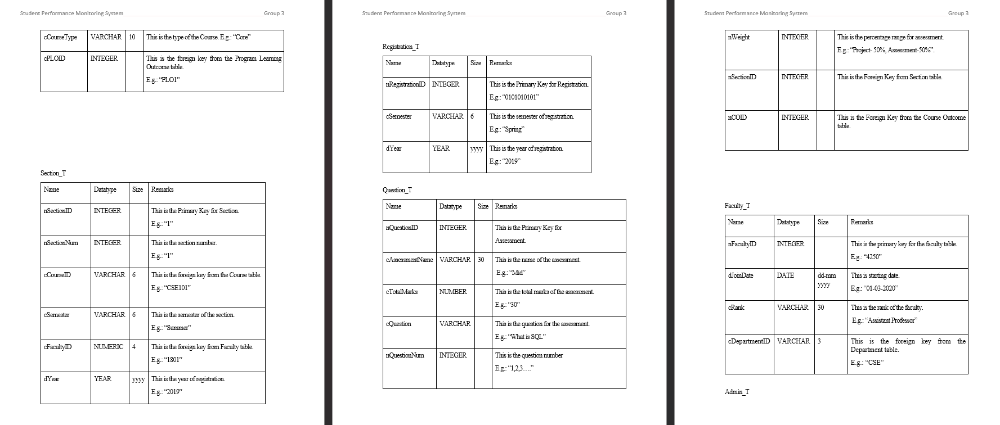 Student Performance Monitoring System Group 3
cCourseType VARCHAR 10 This is the type of the Course. E.g.: “Core”
cPLOID INTEGER This is the foreign key from the Program Learning
Outcome table.
E.g.: “PLO1”
Section_T
Name Datatype Size Remarks
nSectionID INTEGER This is the Primary Key for Section.
E.g.: “1”
nSectionNum INTEGER This is the section number.
E.g.: “1”
cCourseID VARCHAR 6 This is the foreign key from the Course table.
E.g.: “CSE101”
cSemester VARCHAR 6 This is the semester of the section.
E.g.: “Summer”
cFacultyID NUMERIC 4 This is the foreign key from Faculty table.
E.g.: “1801”
dYear YEAR yyyy This is the year of registration.
E.g.: “2019”
Student Performance Monitoring System Group 3
Registration_T
Name Datatype Size Remarks
nRegistrationID INTEGER This is the Primary Key for Registration.
E.g.: “0101010101”
cSemester VARCHAR 6 This is the semester of registration.
E.g.: “Spring”
dYear YEAR yyyy This is the year of registration.
E.g.: “2019”
Question_T
Name Datatype Size Remarks
nQuestionID INTEGER This is the Primary Key for
Assessment.
cAssessmentName VARCHAR 30 This is the name of the assessment.
E.g.: “Mid”
cTotalMarks NUMBER This is the total marks of the assessment.
E.g.: “30”
cQuestion VARCHAR This is the question for the assessment.
E.g.: “What is SQL”
nQuestionNum INTEGER This is the question number
E.g.: “1,2,3….”
Student Performance Monitoring System Group 3
nWeight INTEGER This is the percentage range for assessment.
E.g.: “Project- 50%, Assessment-50%”.
nSectionID INTEGER This is the Foreign Key from Section table.
nCOID INTEGER This is the Foreign Key from the Course Outcome
table.
Faculty_T
Name Datatype Size Remarks
nFacultyID INTEGER This is the primary key for the faculty table.
E.g.: “4250”
dJoinDate DATE dd-mm This is starting date.
yyyy E.g.: “01-03-2020”
cRank VARCHAR 30 This is the rank of the faculty.
E.g.: “Assistant Professor”
cDepartmentID VARCHAR 3 This is the foreign key from the
Department table.
E.g.: “CSE”
Admin_T